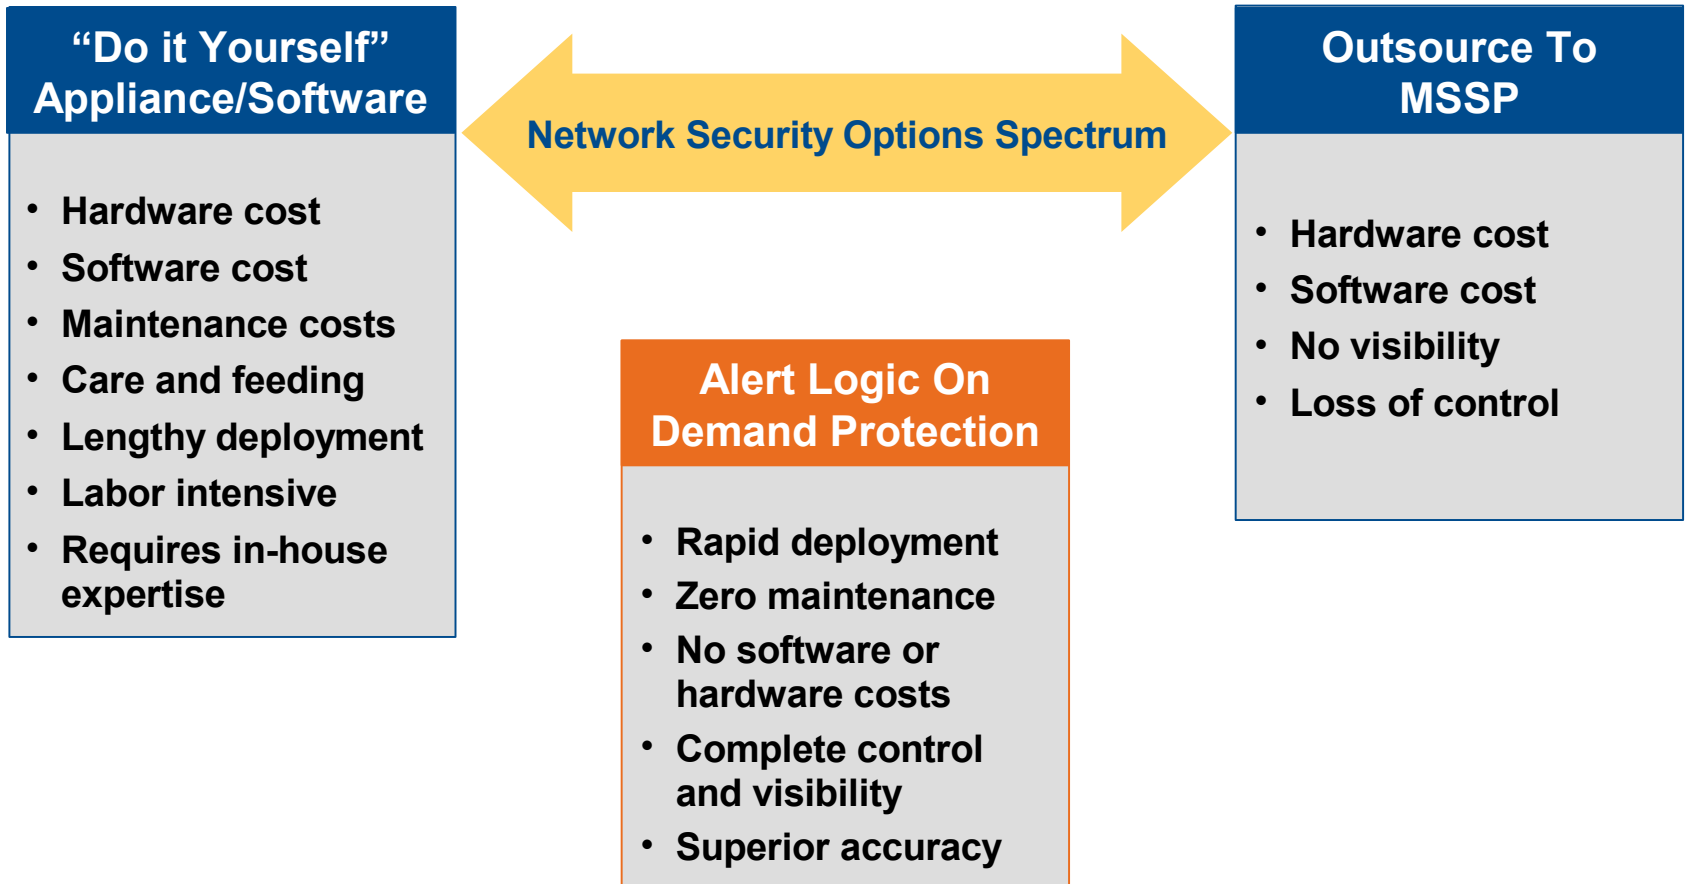 “Do it Yourself”
Appliance/Software
• Hardware cost
• Software cost
• Maintenance costs
• Care and feeding
• Lengthy deployment
• Labor intensive
• Requires in-house
expertise
Network Security Options Spectrum
Alert Logic On
Demand Protection
• Rapid deployment
• Zero maintenance
• No software or
hardware costs
• Complete control
and visibility
• Superior accuracy
Outsource To
MSSP
• Hardware cost
• Software cost
• No visibility
• Loss of control